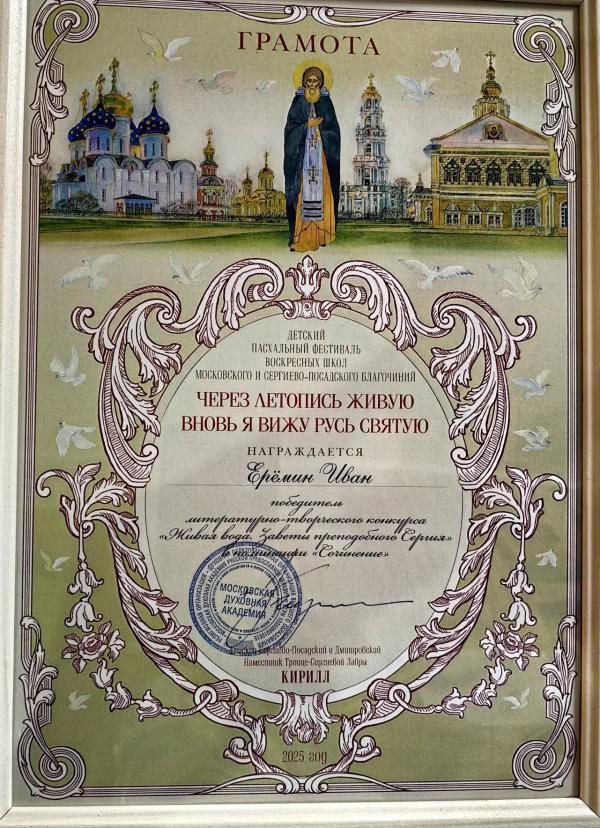 ГРАМОТА
ДЕТСКИЙ
ПАСХАЛЬНЫЙ ФЕСТИВАЛЬ
ВОСКРЕСНЫХ ШКОЛ
МОСКОВСКОГО И СЕРГИЕВО-ПОСАДСКОГО БЛАГОЧИНИЙ
ЧЕРЕЗ ЛЕТОПИСЬ ЖИВУЮ
ВНОВЬ Я ВИЖУ РУСЬ СВЯТУЮ
НАГРАЖДАЕТСЯ
Ерёмин Иван
победитель
литературно-творческого конкурса
«Живая вода. Заветы преподобного Сергия»
в номинации «Сочинение»
МОСКОВСКАЯ
ДУХОВНАЯ
АКАДЕМИЯ
Епископ Сергиево-Посадский и Дмитровский
Наместник Троице-Сергиевой Лавры
КИРИЛЛ
2025 год